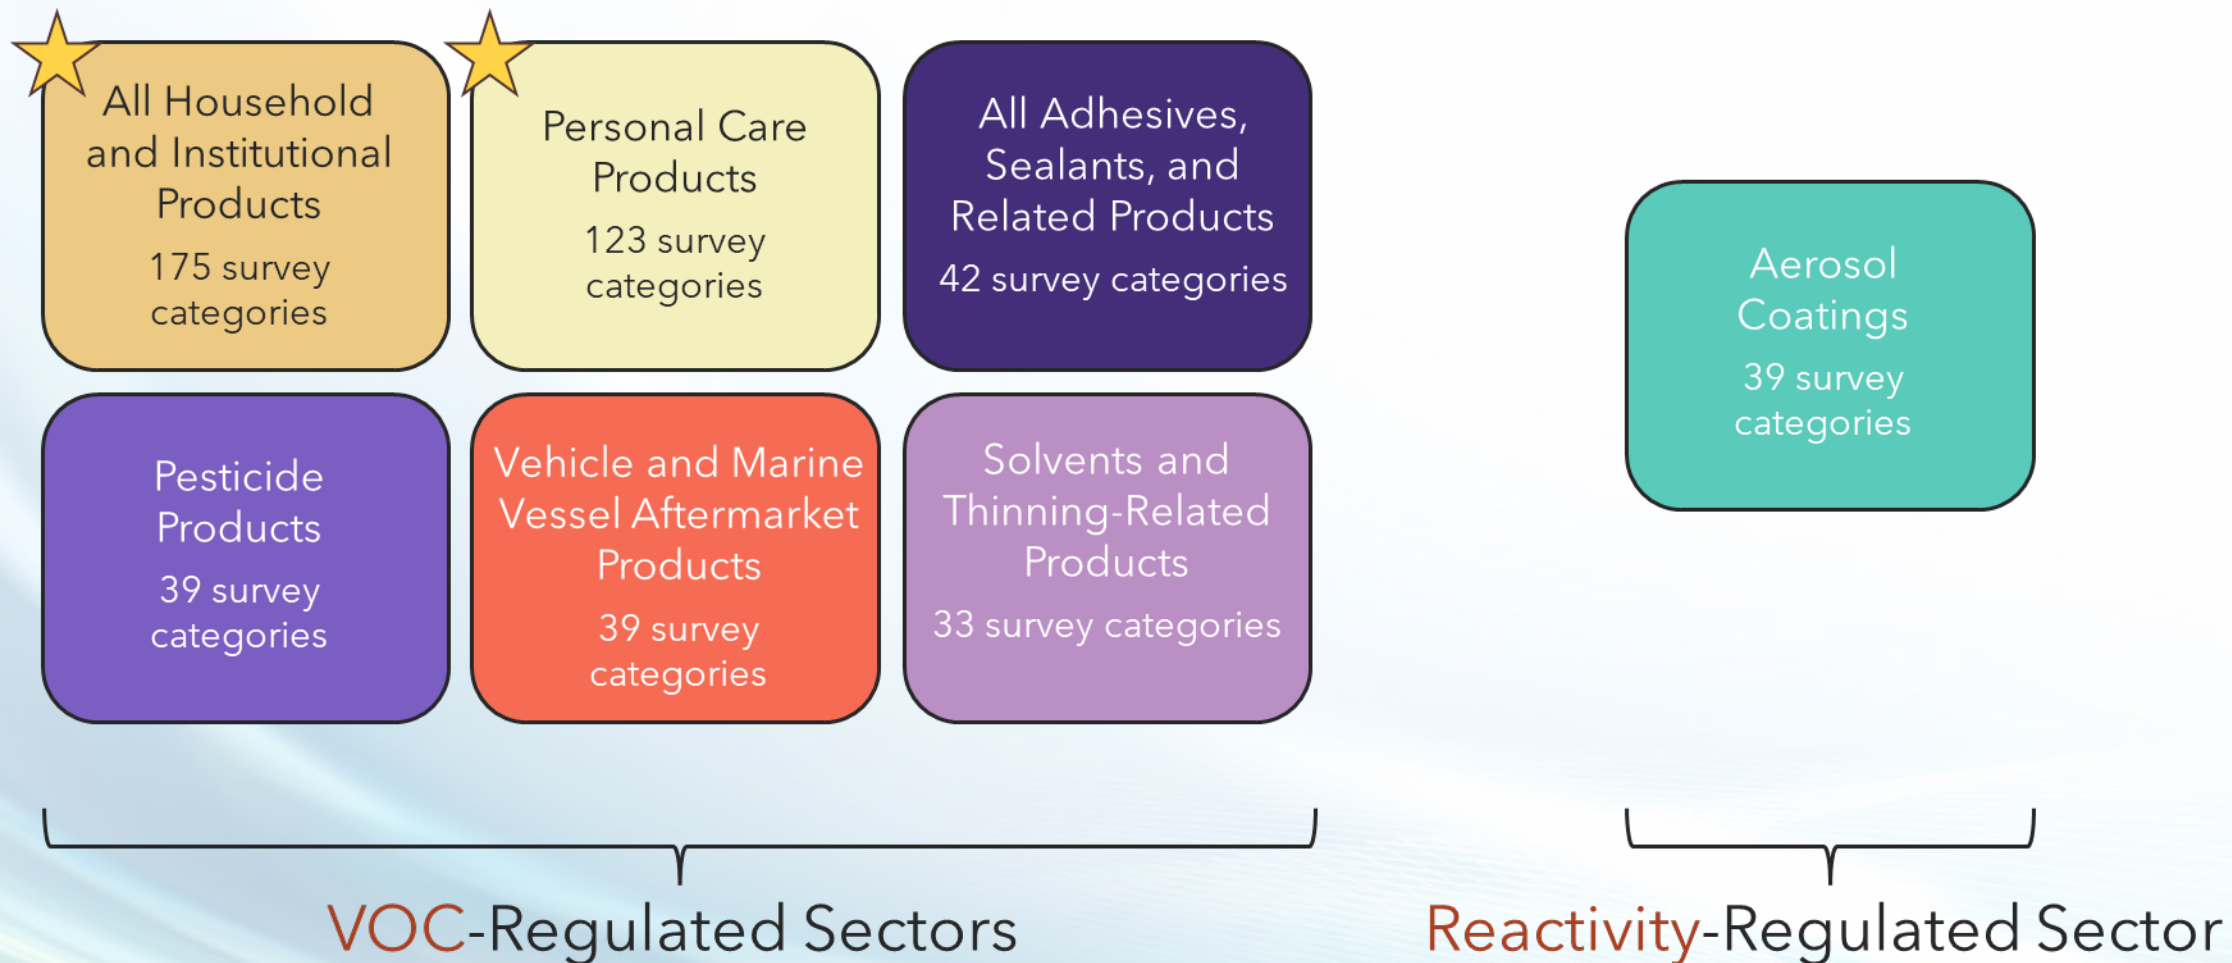 All Household
and Institutional
Products
175 survey
categories
Personal Care
Products
123 survey
categories
All Adhesives,
Sealants, and
Related Products
42 survey categories
Pesticide
Products
39 survey
categories
Vehicle and Marine
Vessel Aftermarket
Products
39 survey
categories
Solvents and
Thinning-Related
Products
33 survey categories
Aerosol
Coatings
39 survey
categories
VOC-Regulated Sectors
Reactivity-Regulated Sector